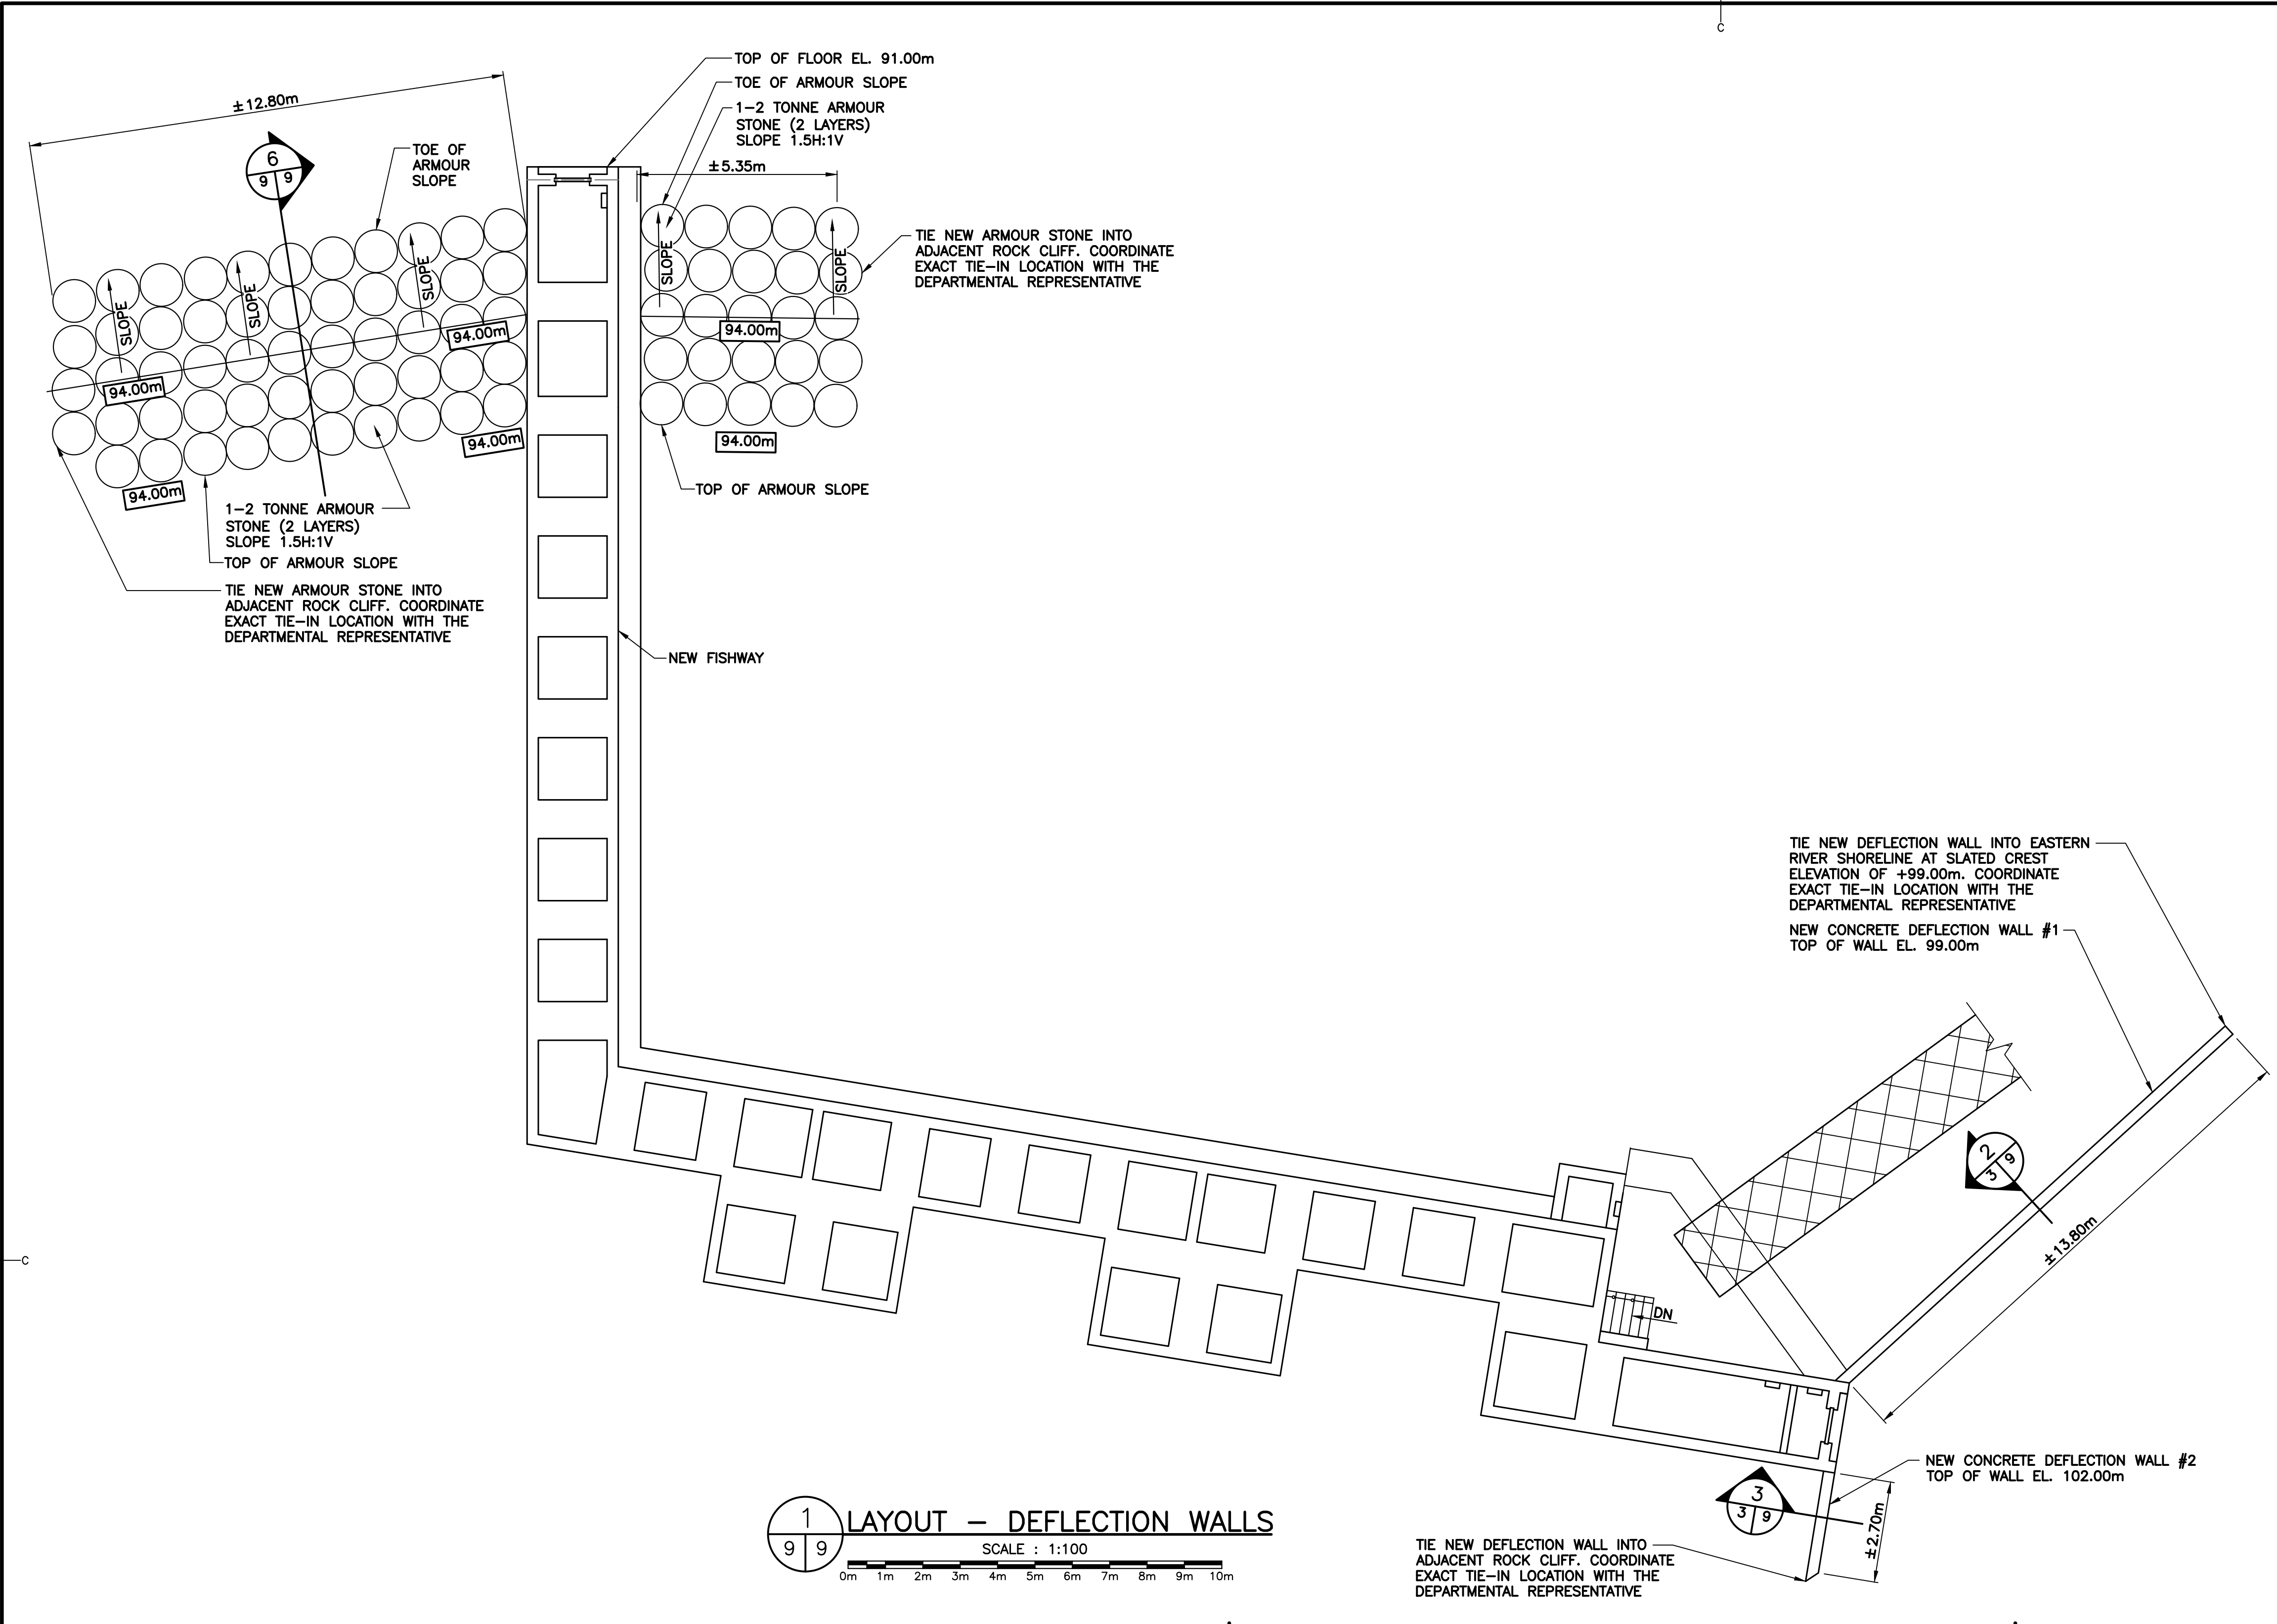 C
TOP OF FLOOR EL. 91.00m
TOE OF ARMOUR SLOPE
1-2 TONNE ARMOUR
STONE (2 LAYERS)
SLOPE 1.5H:1V
±12.80m
±5.35m
6
9 9
TOE OF
ARMOUR
SLOPE
SLOPE
SLOPE
SLOPE
SLOPE
SLOPE
TIE NEW ARMOUR STONE INTO
ADJACENT ROCK CLIFF. COORDINATE
EXACT TIE-IN LOCATION WITH THE
DEPARTMENTAL REPRESENTATIVE
94.00m
94.00m
94.00m
94.00m
94.00m
94.00m
TOP OF ARMOUR SLOPE
1-2 TONNE ARMOUR
STONE (2 LAYERS)
SLOPE 1.5H:1V
TOP OF ARMOUR SLOPE
TIE NEW ARMOUR STONE INTO
ADJACENT ROCK CLIFF. COORDINATE
EXACT TIE-IN LOCATION WITH THE
DEPARTMENTAL REPRESENTATIVE
NEW FISHWAY
TIE NEW DEFLECTION WALL INTO EASTERN
RIVER SHORELINE AT SLATED CREST
ELEVATION OF +99.00m. COORDINATE
EXACT TIE-IN LOCATION WITH THE
DEPARTMENTAL REPRESENTATIVE
NEW CONCRETE DEFLECTION WALL #1
TOP OF WALL EL. 99.00m
2
3 9
±13.80m
C
DN
NEW CONCRETE DEFLECTION WALL #2
TOP OF WALL EL. 102.00m
3
3 9
±2.70m
TIE NEW DEFLECTION WALL INTO
ADJACENT ROCK CLIFF. COORDINATE
EXACT TIE-IN LOCATION WITH THE
DEPARTMENTAL REPRESENTATIVE
1
9 9
LAYOUT - DEFLECTION WALLS
SCALE : 1:100
0m 1m 2m 3m 4m 5m 6m 7m 8m 9m 10m